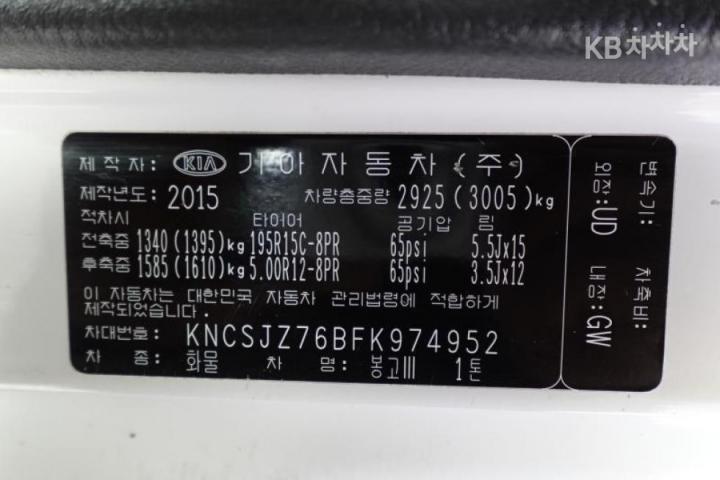 KB차차차
제 작 자: KIA 기아자동차(주)
제작년도: 2015 차량총중량 2925 (3005)kg
적차시 타이어 공기압 림
전축중 1340 (1395)kg 195R15C-8PR 65psi 5.5Jx15
후축중 1585 (1610)kg 5.00R12-8PR 65psi 3.5Jx12
이 자동차는 대한민국 자동차 관리법령에 적합하게
제작되었습니다.
차대번호: KNCSJZ76BFK974952
차 종: 화물 차 명: 봉고III 1톤
변속기: 차축비:
외장: UD 내장: GW